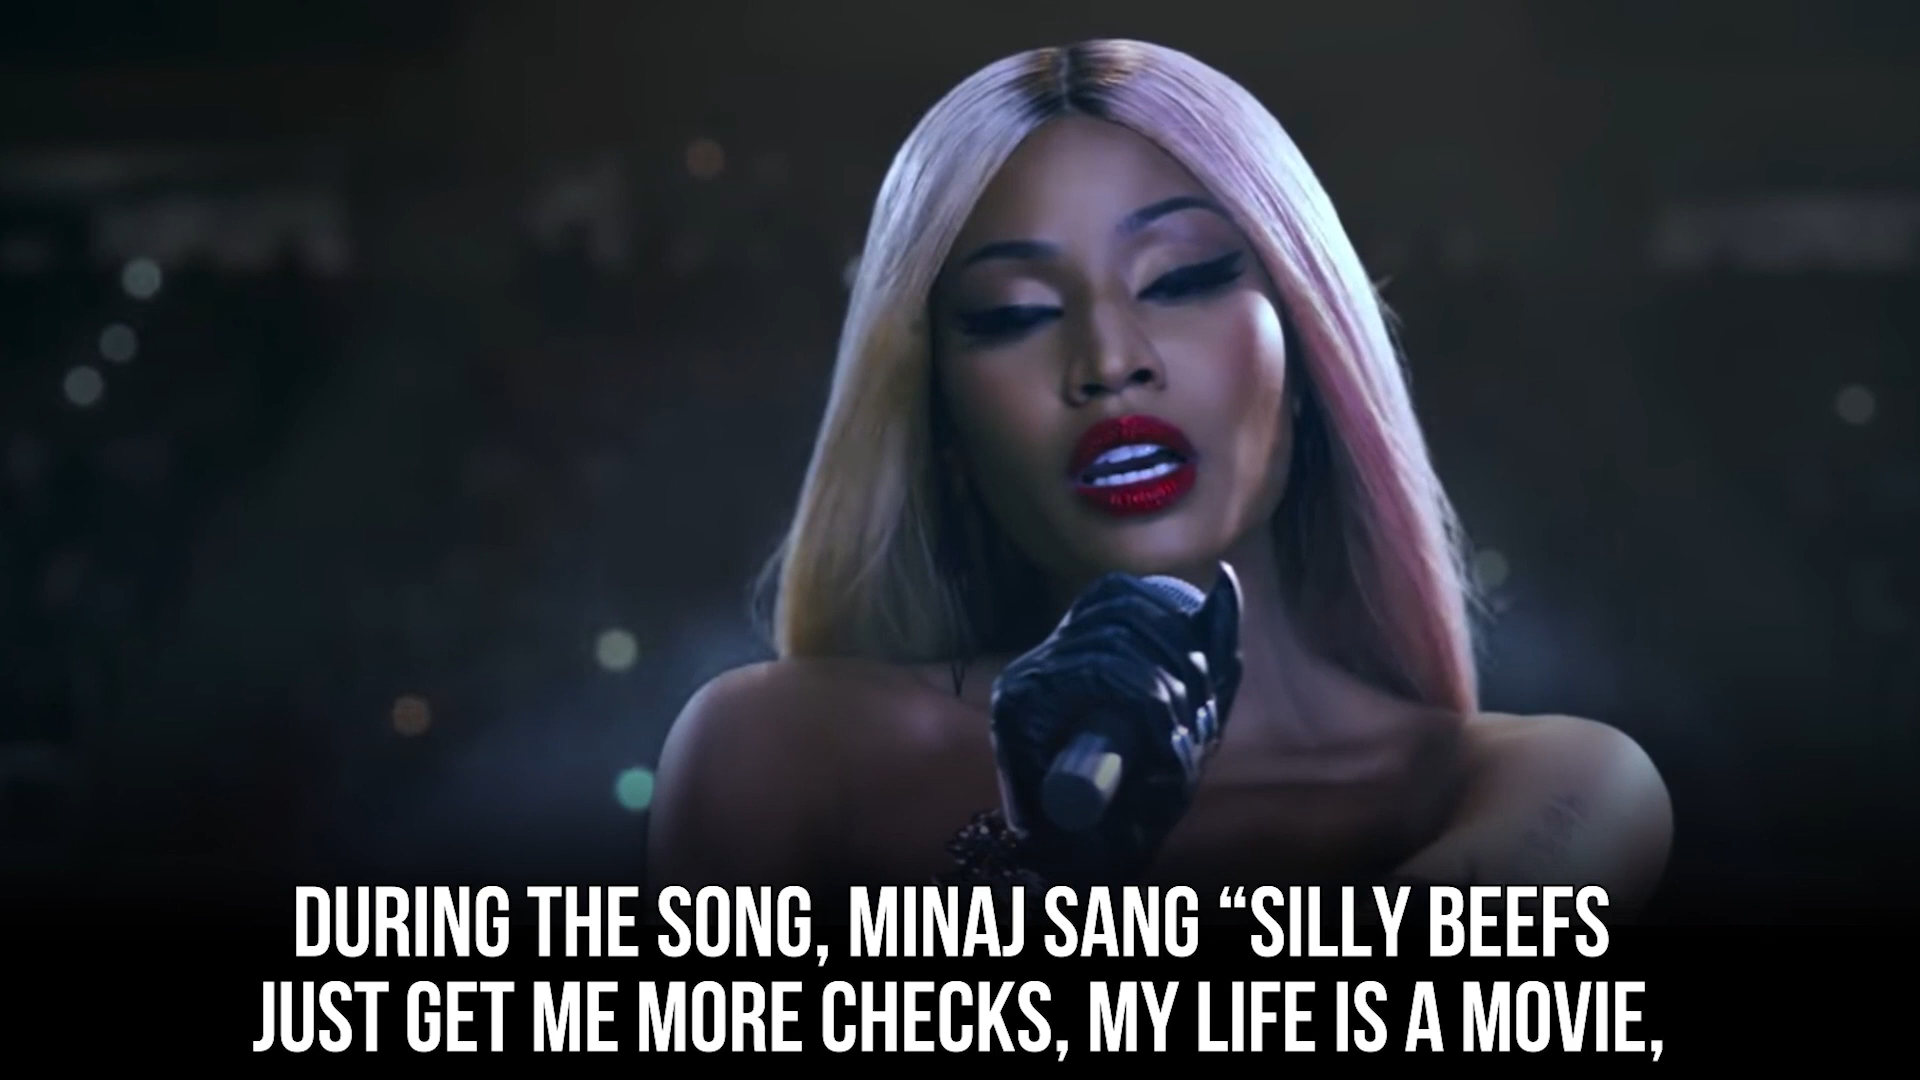 DURING THE SONG, MINAJ SANG “SILLY BEEFS
JUST GET ME MORE CHECKS, MY LIFE IS A MOVIE,